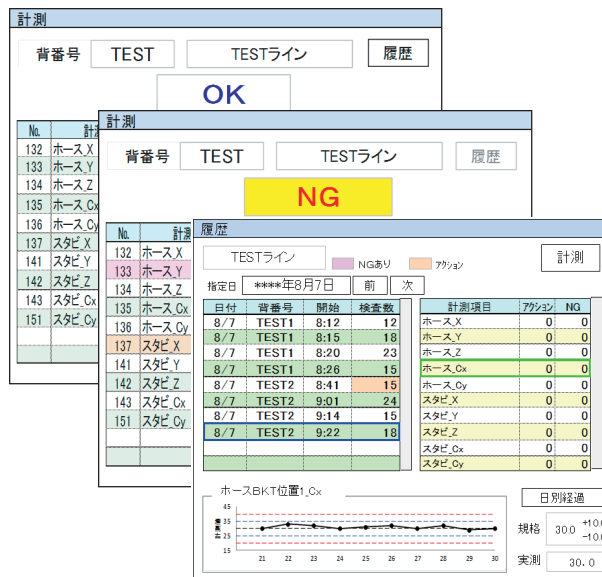 計測
背番号 TEST TESTライン 履歴
OK
No. 計
132 ホース_X
133 ホース_Y
134 ホース_Z
135 ホース_Cx
136 ホース_Cy
137 スタビ_X
141 スタビ_Y
142 スタビ_Z
143 スタビ_Cx
151 スタビ_Cy
計測
背番号 TEST TESTライン 履歴
NG
No. 計測
132 ホース_X
133 ホース_Y
134 ホース_Z
135 ホース_Cx
136 ホース_Cy
137 スタビ_X
141 スタビ_Y
142 スタビ_Z
143 スタビ_Cx
151 スタビ_Cy
履歴
TESTライン NGあり アクション 計測
指定日 ****年8月7日 前 次
日付 背番号 開始 検査数
8/7 TEST1 8:12 12
8/7 TEST1 8:15 18
8/7 TEST1 8:20 23
8/7 TEST1 8:26 15
8/7 TEST2 8:41 15
8/7 TEST2 9:01 24
8/7 TEST2 9:14 15
8/7 TEST2 9:22 18
計測項目 アクション NG
ホース_X 0 0
ホース_Y 0 0
ホース_Z 0 0
ホース_Cx 0 0
ホース_Cy 0 0
スタビ_X 0 0
スタビ_Y 0 0
スタビ_Z 0 0
スタビ_Cx 0 0
スタビ_Cy 0 0
ホースBKT位置1_Cx
日別経過
45
35
25
15
21 22 23 24 25 26 27 28 29 30
規格 30.0 +10.0
-10.0
実測 30.0